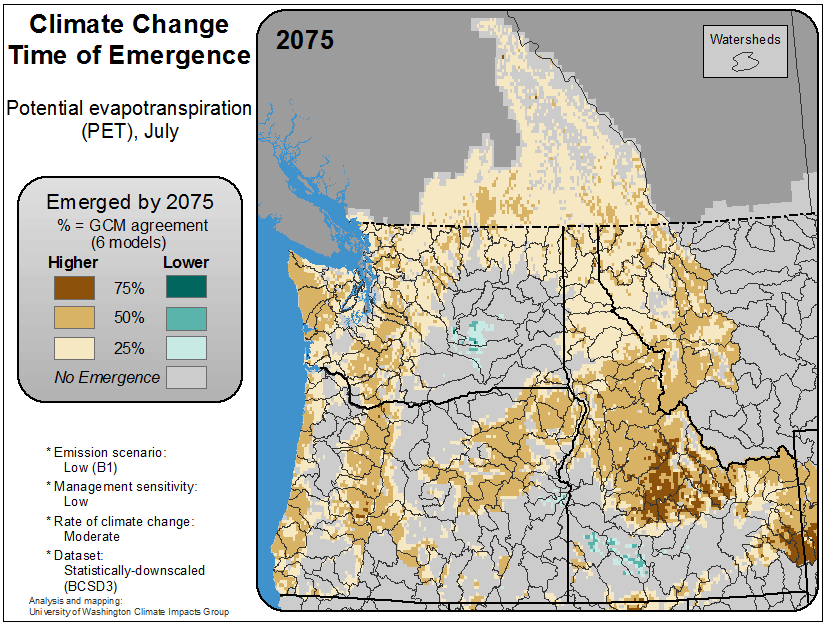 Climate Change
Time of Emergence
Potential evapotranspiration
(PET), July
Emerged by 2075
% = GCM agreement
(6 models)
Higher Lower
75%
50%
25%
No Emergence
* Emission scenario:
Low (B1)
* Management sensitivity:
Low
* Rate of climate change:
Moderate
* Dataset:
Statistically-downscaled
(BCSD3)
Analysis and mapping:
University of Washington Climate Impacts Group
2075
Watersheds